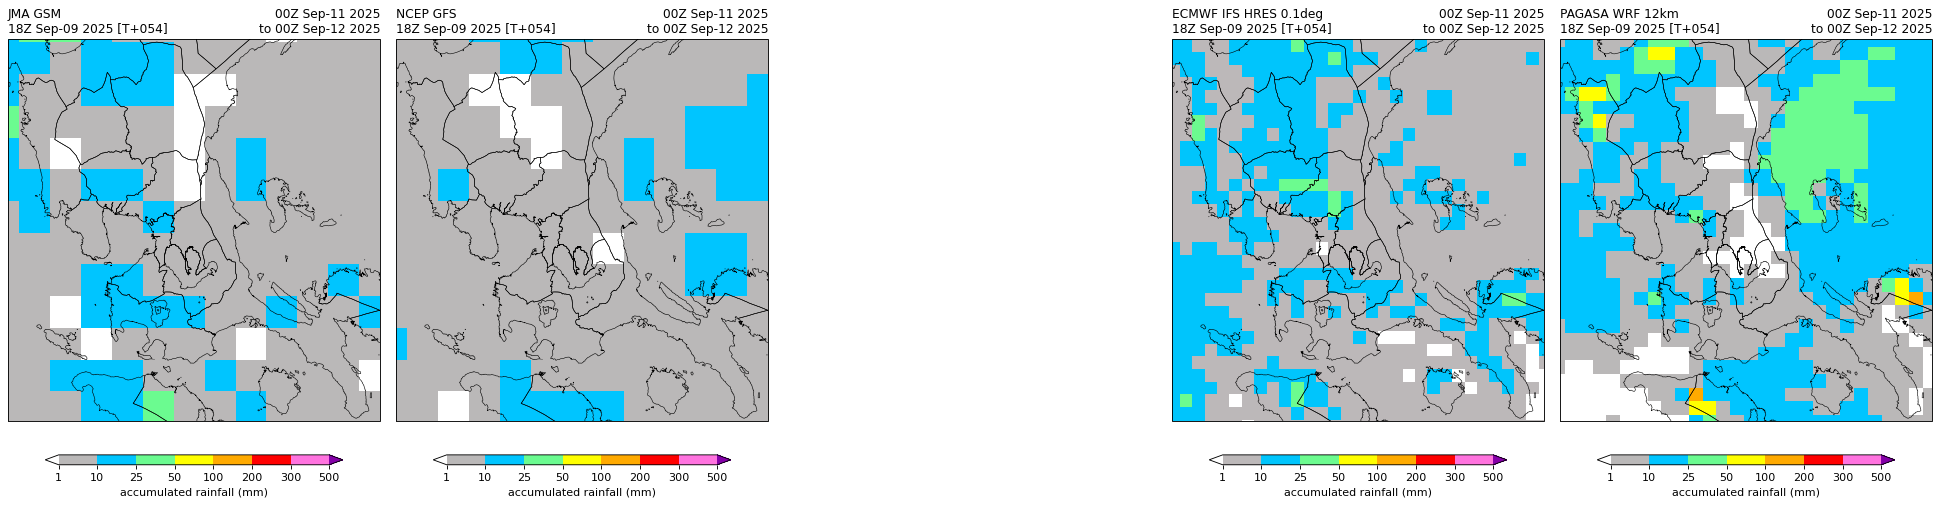 JMA GSM 00Z Sep-11 2025
18Z Sep-09 2025 [T+054] to 00Z Sep-12 2025
1 10 25 50 100 200 300 500
accumulated rainfall (mm)
NCEP GFS 00Z Sep-11 2025
18Z Sep-09 2025 [T+054] to 00Z Sep-12 2025
1 10 25 50 100 200 300 500
accumulated rainfall (mm)
ECMWF IFS HRES 0.1deg 00Z Sep-11 2025
18Z Sep-09 2025 [T+054] to 00Z Sep-12 2025
1 10 25 50 100 200 300 500
accumulated rainfall (mm)
PAGASA WRF 12km 00Z Sep-11 2025
18Z Sep-09 2025 [T+054] to 00Z Sep-12 2025
1 10 25 50 100 200 300 500
accumulated rainfall (mm)